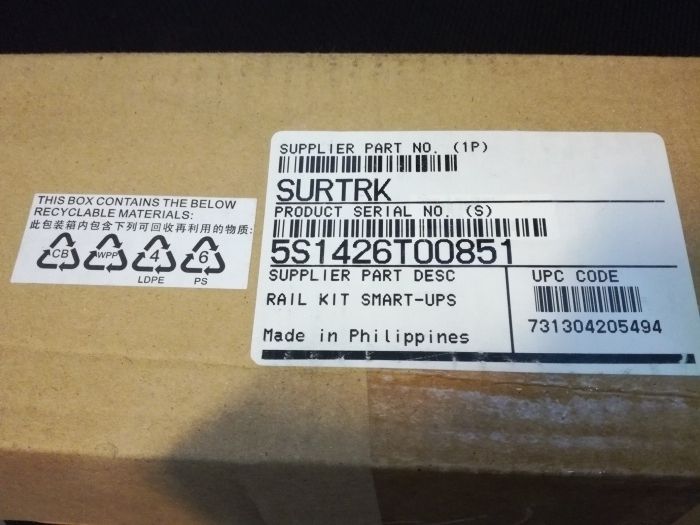 THIS BOX CONTAINS THE BELOW
RECYCLABLE MATERIALS:
此包装箱内包含下列可回收再利用的物质:
CB
WPP
4
6
LDPE
PS
SUPPLIER PART NO. (1P)
SURTRK
PRODUCT SERIAL NO. (S)
5S1426T00851
SUPPLIER PART DESC
RAIL KIT SMART-UPS
Made in Philippines
UPC CODE
731304205494